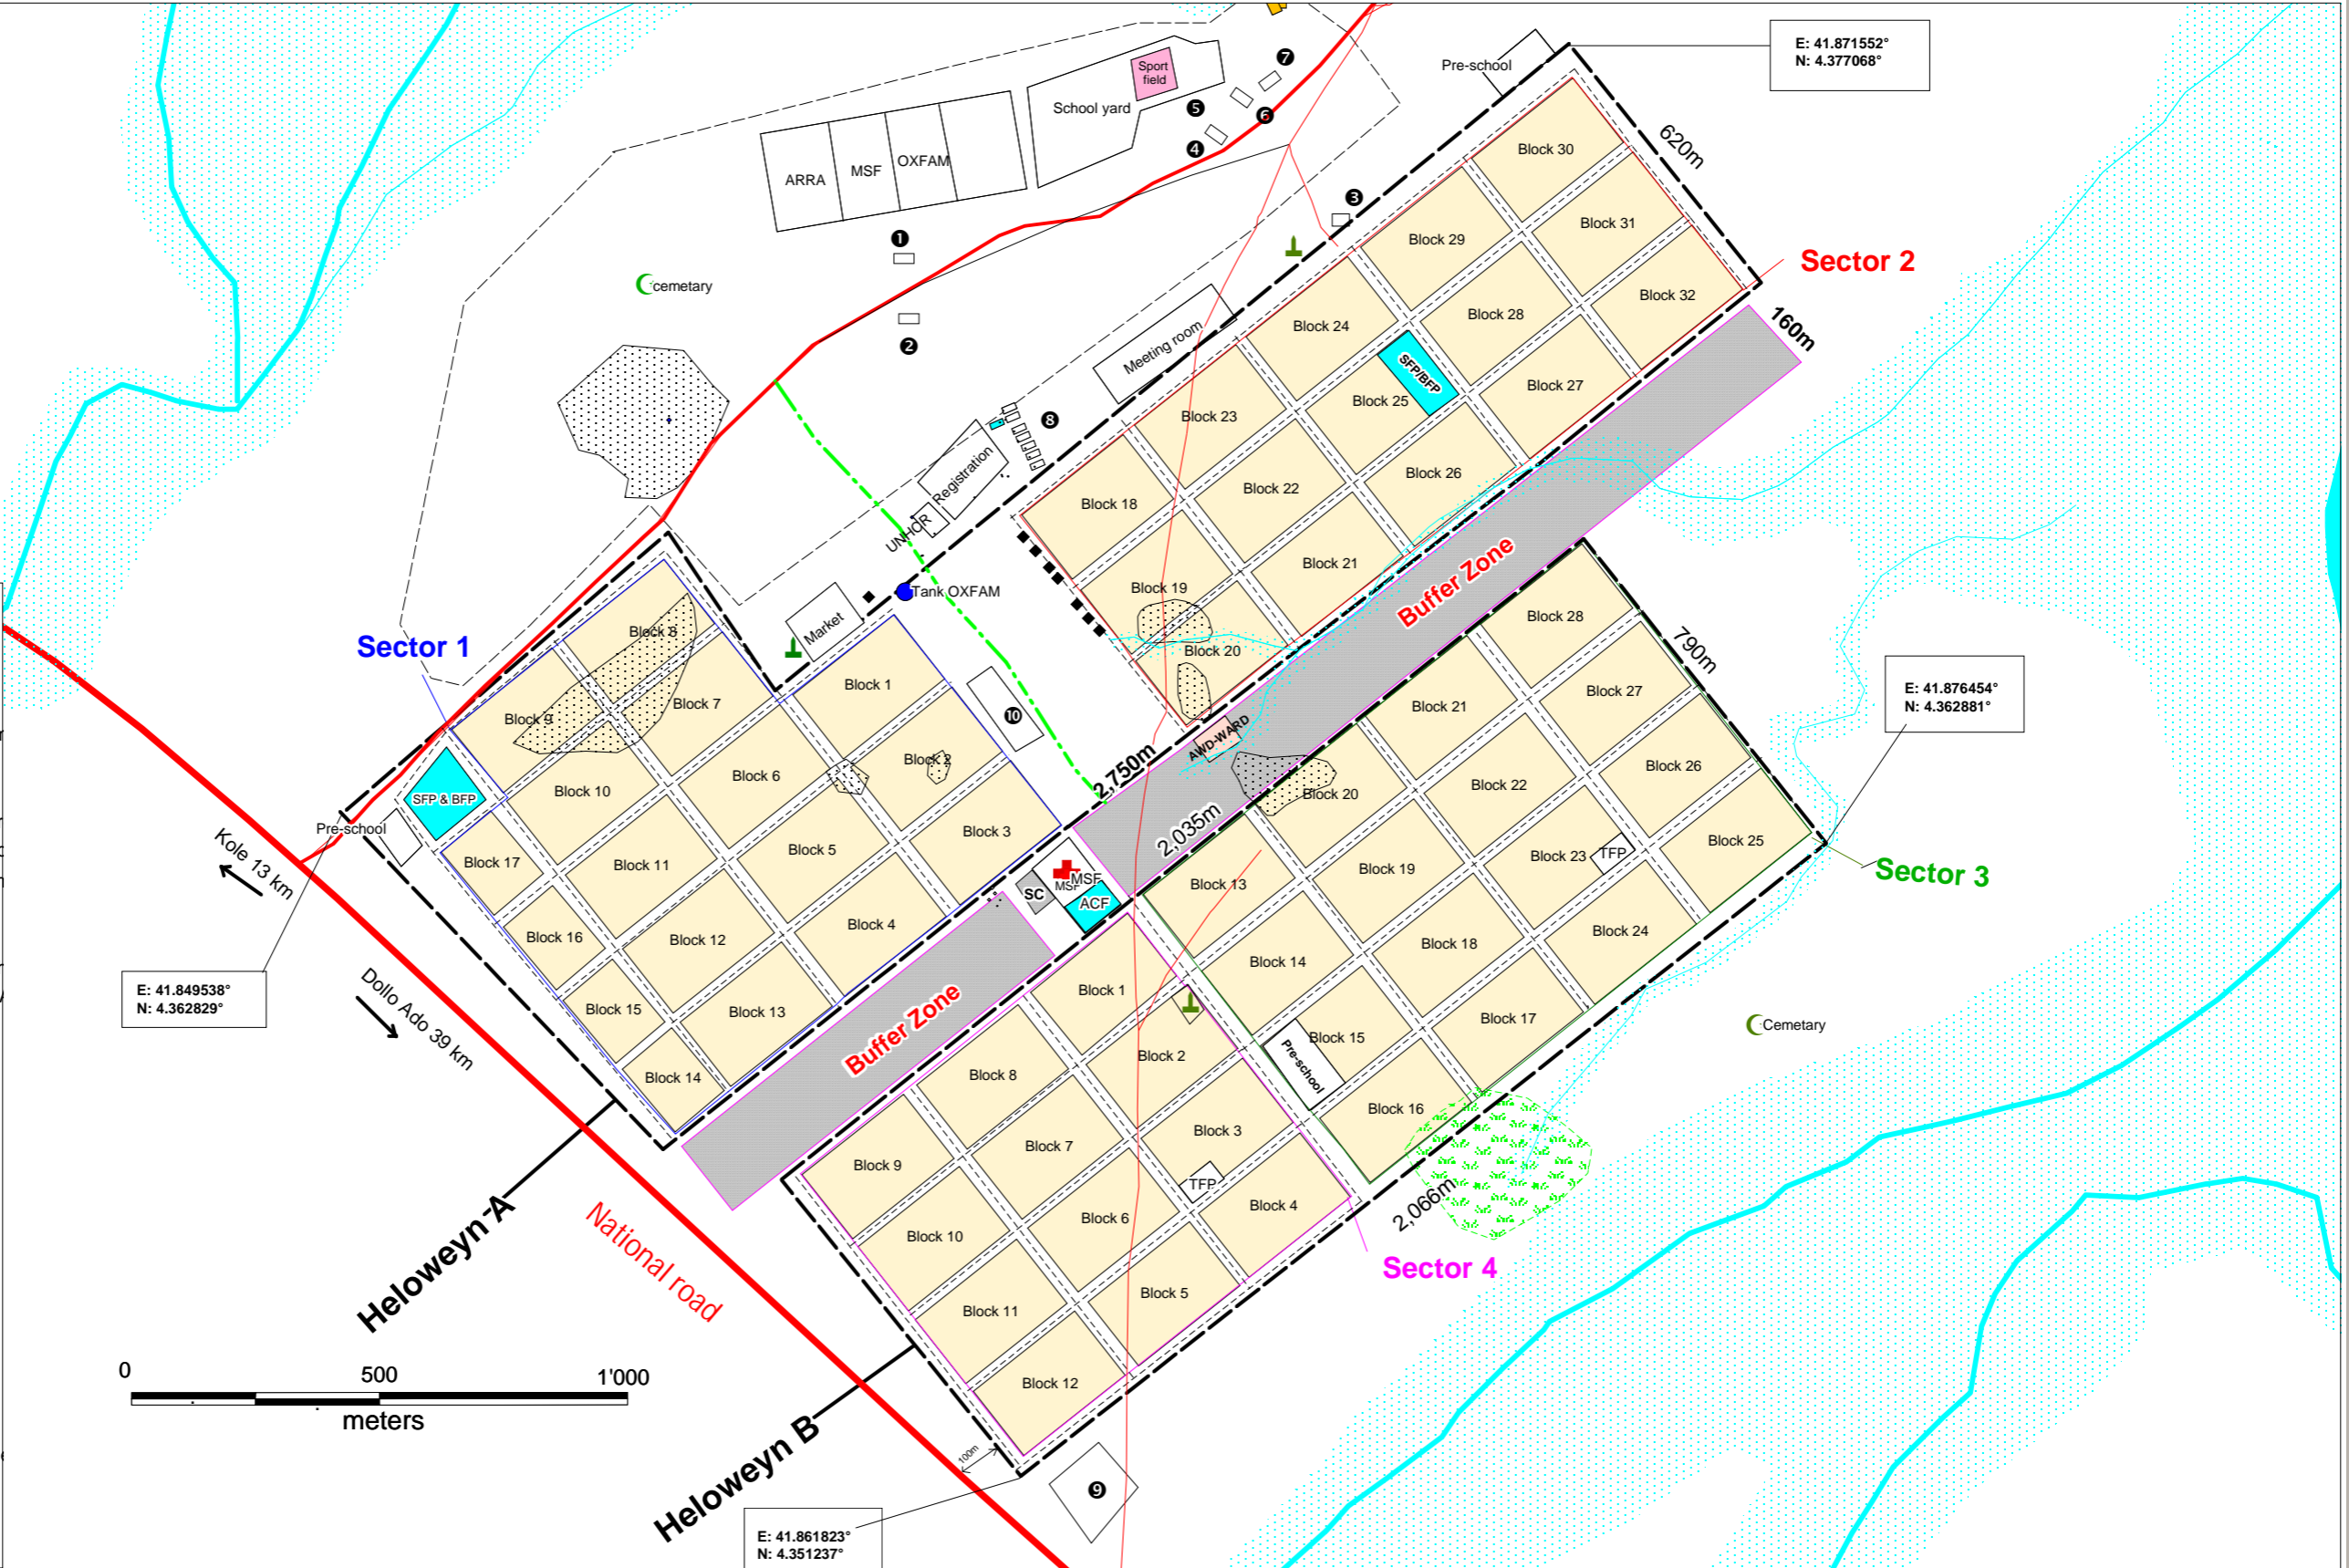 E: 41.871552°
N: 4.377068°
Pre-school
Sport
field
School yard
❼
❺
❻
❹
620m
ARRA
MSF
OXFAM
❸
❶
❷
cemetary
Sector 2
160m
Block 30
Block 31
Block 32
Block 29
Block 28
Block 27
Block 24
SFP/BFP
Block 25
Block 26
Block 23
Block 22
Block 21
Block 18
Block 19
Block 20
Meeting room
❽
Registration
UNHCR
Tank OXFAM
Market
Buffer Zone
Sector 1
Block 8
Block 9
Block 7
Block 10
Block 6
Block 1
Block 2
Block 3
Block 5
Block 4
Block 11
Block 12
Block 13
Block 17
Block 16
Block 15
Block 14
SFP & BFP
Pre-school
❿
2,750m
AWD-WARD
2,035m
SC
MSF
MSF
ACF
Kole 13 km
Dollo Ado 39 km
E: 41.849538°
N: 4.362829°
Buffer Zone
790m
E: 41.876454°
N: 4.362881°
Sector 3
Block 28
Block 27
Block 26
Block 25
Block 21
Block 22
Block 23
TFP
Block 24
Block 20
Block 19
Block 18
Block 17
Block 13
Block 14
Block 15
Block 16
Pre-school
Cemetary
2,066m
Sector 4
Block 1
Block 2
Block 3
Block 4
Block 8
Block 7
Block 6
Block 5
TFP
Block 9
Block 10
Block 11
Block 12
Heloweyn A
National road
Heloweyn B
0
500
1'000
meters
100m
❾
E: 41.861823°
N: 4.351237°